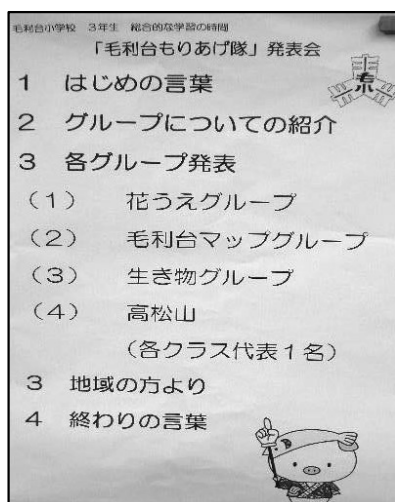 毛利台小学校　３年生　総合的な学習の時間
「毛利台もりあげ隊」発表会
１　はじめの言葉
２　グループについての紹介
３　各グループ発表
（１）　花うえグループ
（２）　毛利台マップグループ
（３）　生き物グループ
（４）　高松山
（各クラス代表１名）
３　地域の方より
４　終わりの言葉